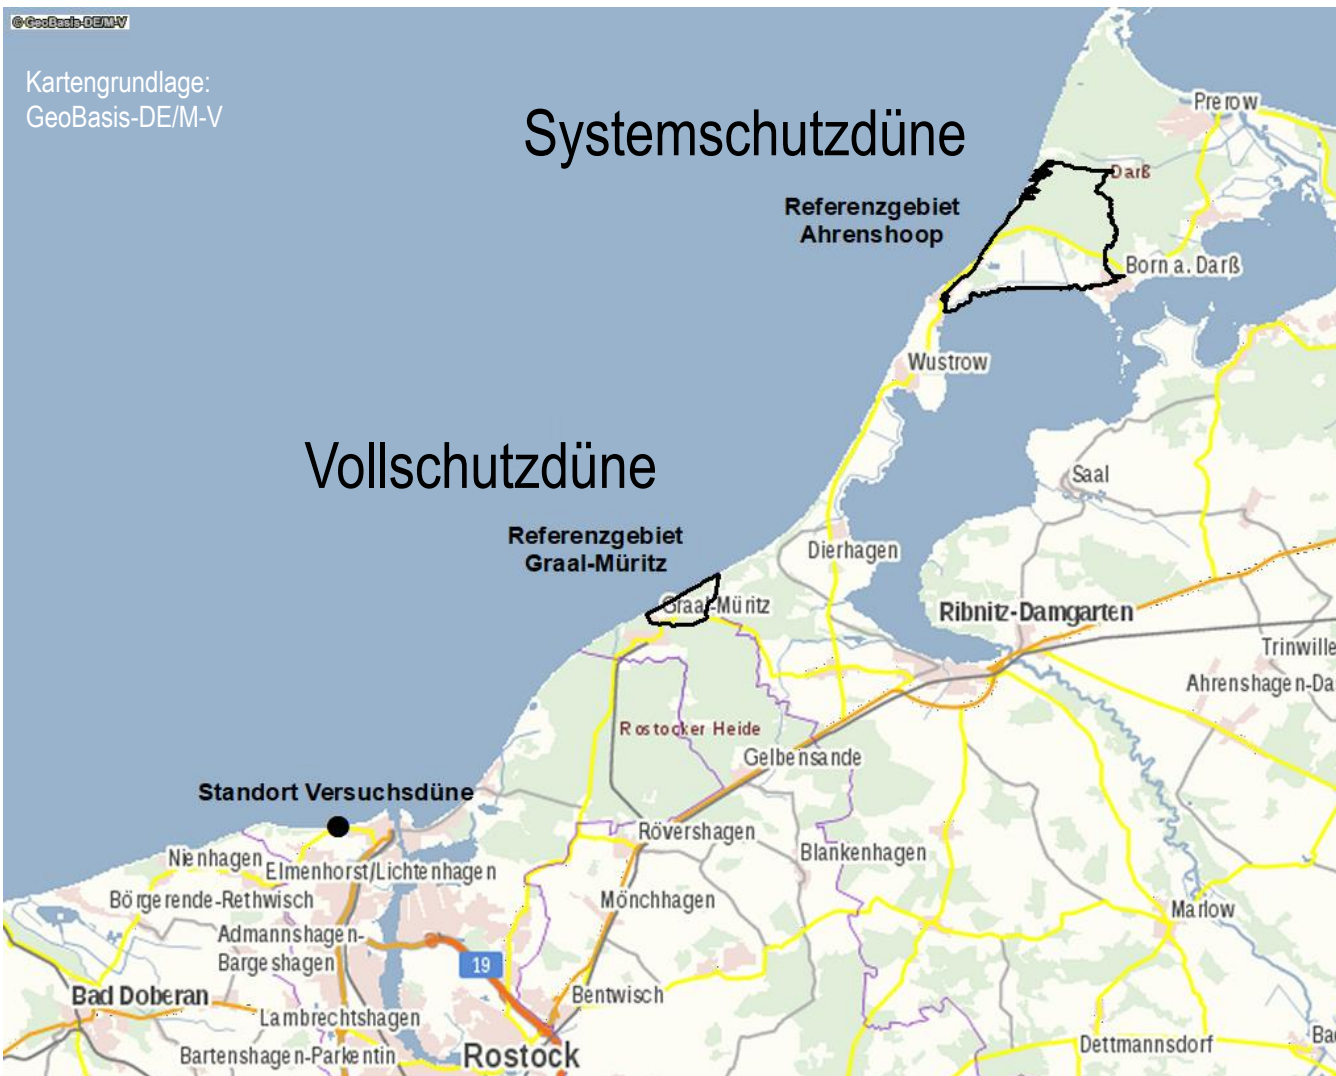 © GeoBasis-DE/M-V
Kartengrundlage:
GeoBasis-DE/M-V
Systemschutzdüne
Prerow
Darß
Referenzgebiet
Ahrenshoop
Born a. Darß
Wustrow
Vollschutzdüne
Saal
Referenzgebiet
Graal-Müritz
Dierhagen
Graal-Müritz
Ribnitz-Damgarten
Trinwille
Ahrenshagen-Da
Rostocker Heide
Gelbensande
Standort Versuchsdüne
Rövershagen
Nienhagen
Elmenhorst/Lichtenhagen
Blankenhagen
Börgerende-Rethwisch
Mönchhagen
Marlow
Admannshagen-
Bargeshagen
19
Bad Doberan
Bentwisch
Lambrechtshagen
Bartenshagen-Parkentin
Rostock
Dettmannsdorf
Ba